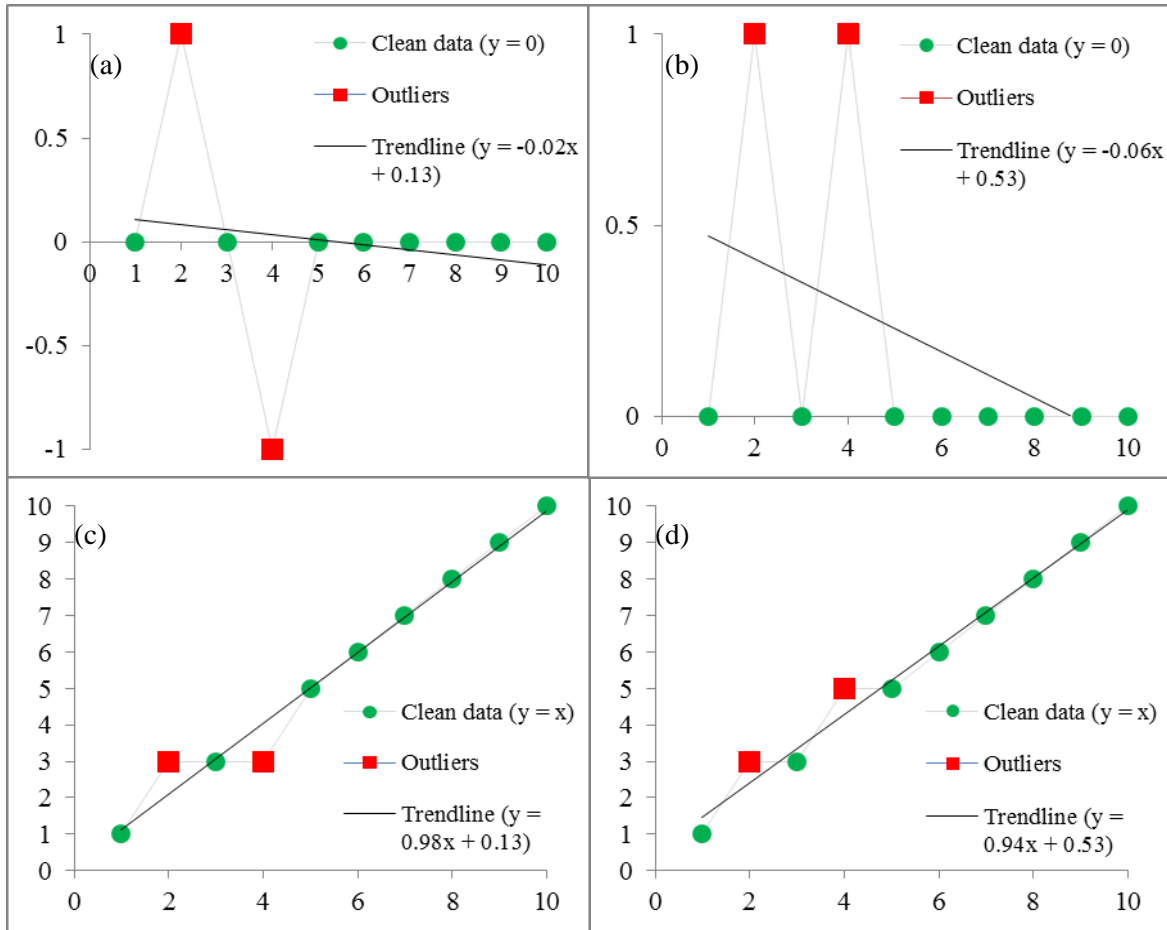 (a)
1
0.5
0
-0.5
-1
0 1 2 3 4 5 6 7 8 9 10
Clean data (y = 0)
Outliers
Trendline (y = -0.02x
+ 0.13)
(b)
1
0.5
0
0 2 4 6 8 10
Clean data (y = 0)
Outliers
Trendline (y = -0.06x
+ 0.53)
(c)
10
9
8
7
6
5
4
3
2
1
0
0 2 4 6 8 10
Clean data (y = x)
Outliers
Trendline (y =
0.98x + 0.13)
(d)
10
9
8
7
6
5
4
3
2
1
0
0 2 4 6 8 10
Clean data (y = x)
Outliers
Trendline (y =
0.94x + 0.53)